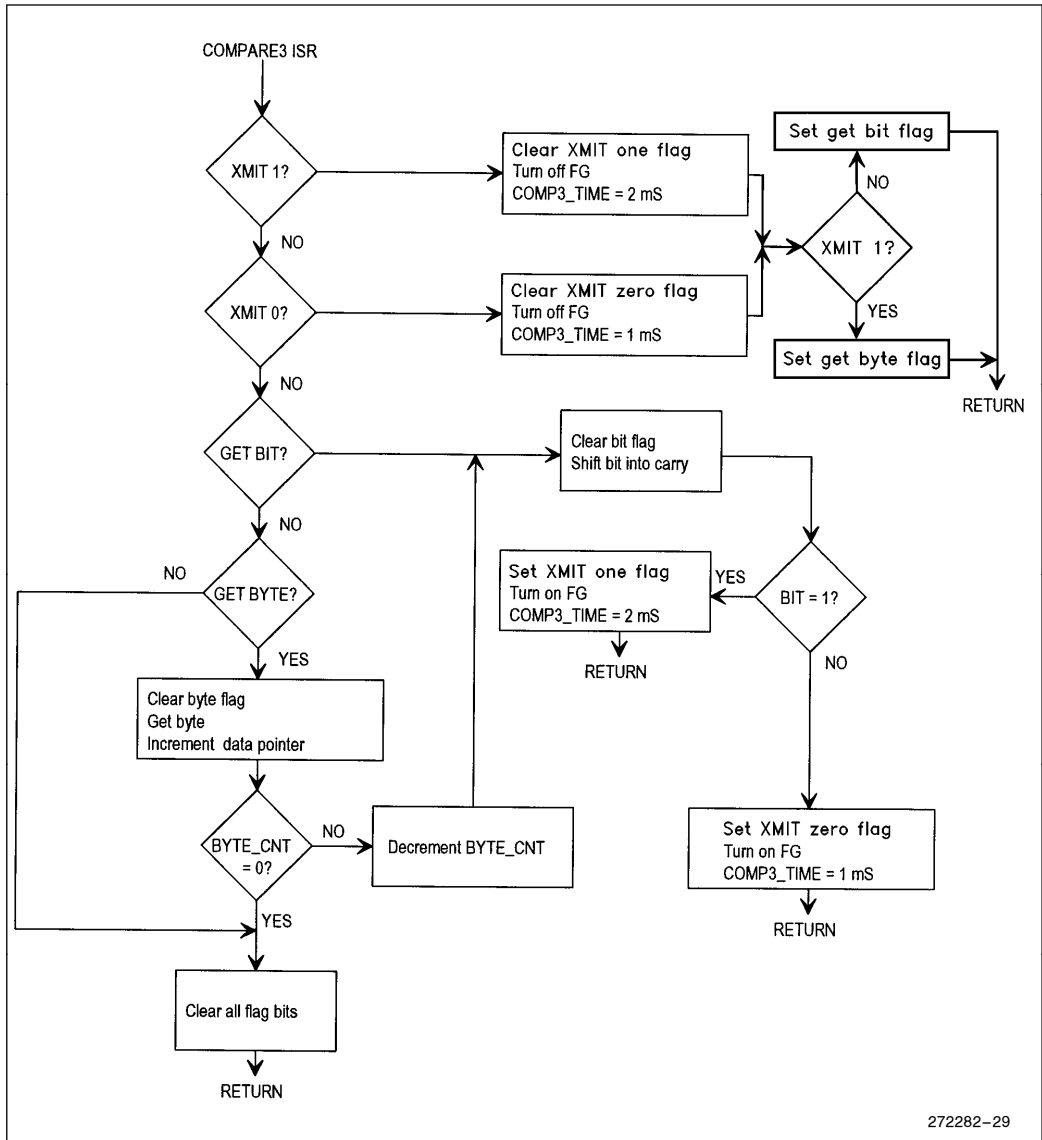 COMPARE3 ISR
XMIT 1?
Clear XMIT one flag
Turn off FG
COMP3_TIME = 2 mS
Set get bit flag
NO
XMIT 1?
YES
Set get byte flag
RETURN
NO
XMIT 0?
Clear XMIT zero flag
Turn off FG
COMP3_TIME = 1 mS
NO
GET BIT?
Clear bit flag
Shift bit into carry
NO
NO
GET BYTE?
YES
Set XMIT one flag
Turn on FG
COMP3_TIME = 2 mS
RETURN
YES
BIT = 1?
NO
Clear byte flag
Get byte
Increment data pointer
BYTE_CNT
= 0?
NO
Decrement BYTE_CNT
YES
Set XMIT zero flag
Turn on FG
COMP3_TIME = 1 mS
RETURN
Clear all flag bits
RETURN
272282-29